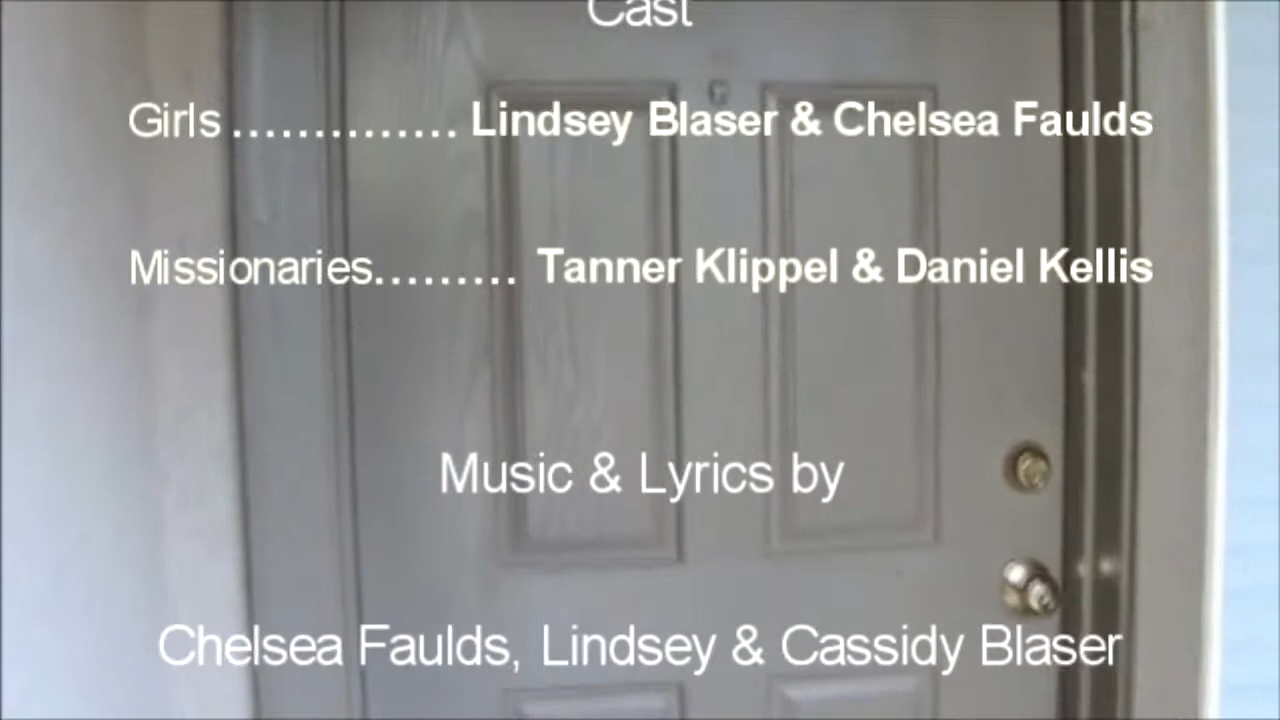 Cast
Girls .............. Lindsey Blaser & Chelsea Faulds
Missionaries......... Tanner Klippel & Daniel Kellis
Music & Lyrics by
Chelsea Faulds, Lindsey & Cassidy Blaser